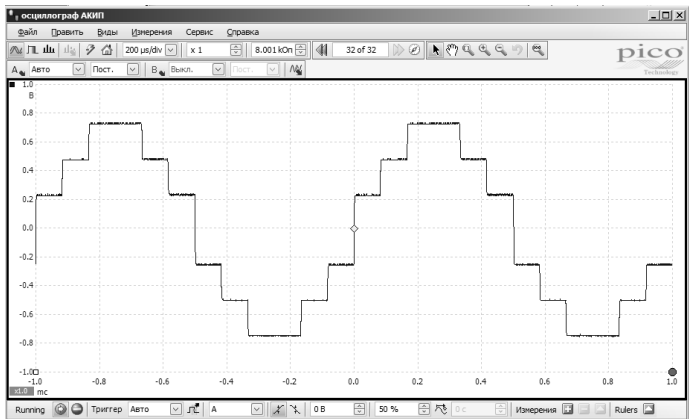 осциллограф АКИП
Файл Править Виды Измерения Сервис Справка
200 µs/div x 1 8.001 kОп 32 of 32
pico
Technology
A Авто Пост. B Выкл. Пост.
1.0
В
0.8
0.6
0.4
0.2
0.0
-0.2
-0.4
-0.6
-0.8
-1.0
-1.0 -0.8 -0.6 -0.4 -0.2 0.0 0.2 0.4 0.6 0.8 1.0
x1.0 мс
Running Триггер Авто A 0 В 50 % 0 с Измерения Rulers